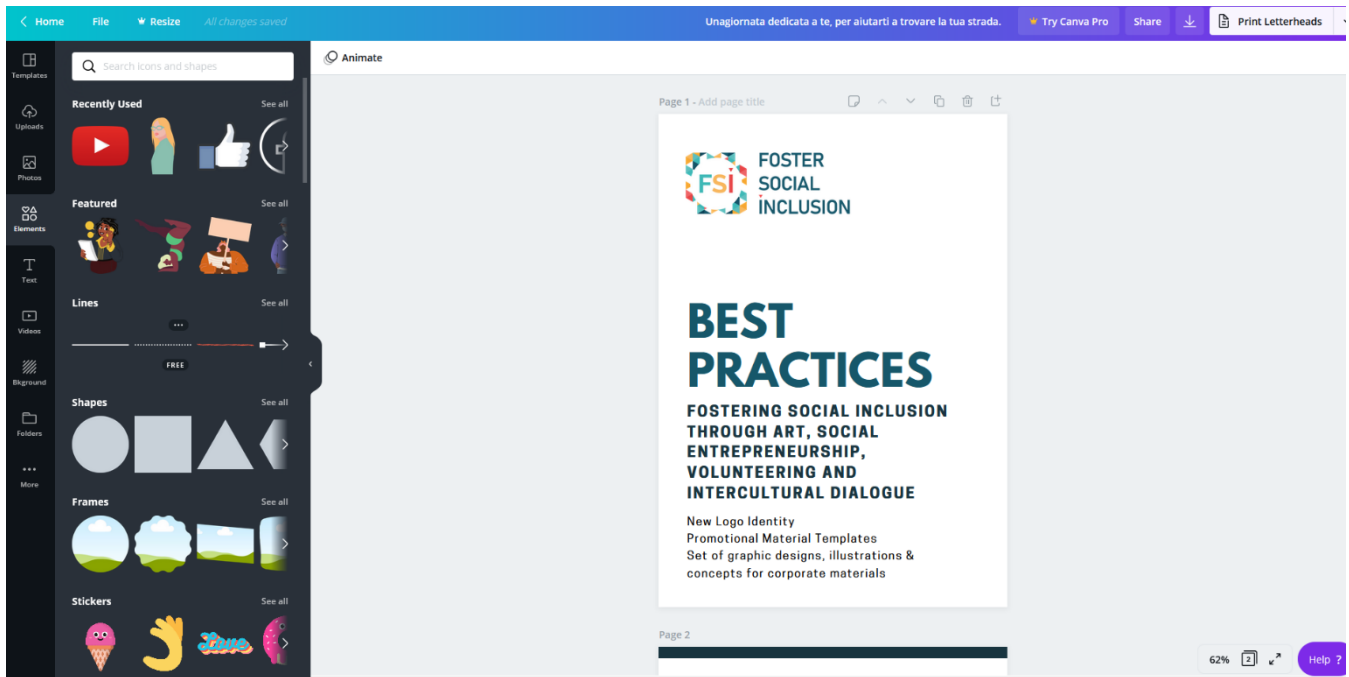 Home File Resize All changes saved Unagiornata dedicata a te, per aiutarti a trovare la tua strada. Try Canva Pro Share Print Letterheads
Templates
Uploads
Photos
Elements
Text
Videos
Bkground
Folders
More
Search icons and shapes
Recently Used See all
Featured See all
Lines See all
FREE
Shapes See all
Frames See all
Stickers See all
Love
Animate
Page 1 - Add page title
FSi
FOSTER
SOCIAL
İNCLUSION
BEST
PRACTICES
FOSTERING SOCIAL INCLUSION
THROUGH ART, SOCIAL
ENTREPRENEURSHIP,
VOLUNTEERING AND
INTERCULTURAL DIALOGUE
New Logo Identity
Promotional Material Templates
Set of graphic designs, illustrations &
concepts for corporate materials
Page 2
62% 2 Help ?